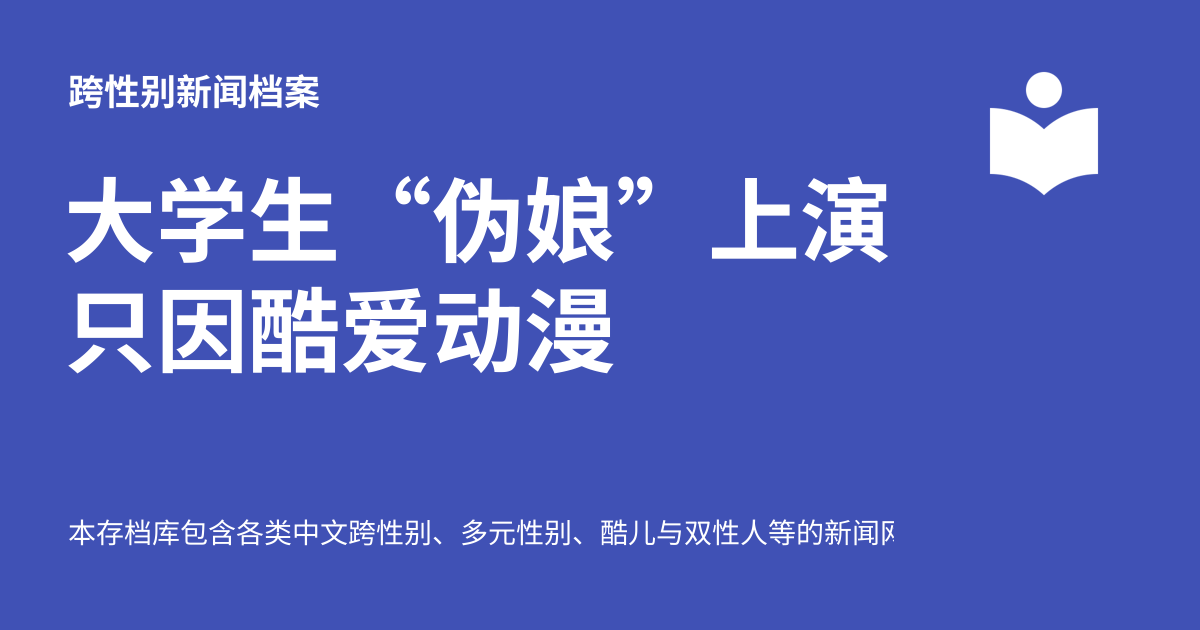 跨性别新闻档案
大学生“伪娘”上演
只因酷爱动漫
本存档库包含各类中文跨性别、多元性别、酷儿与双性人等的新闻